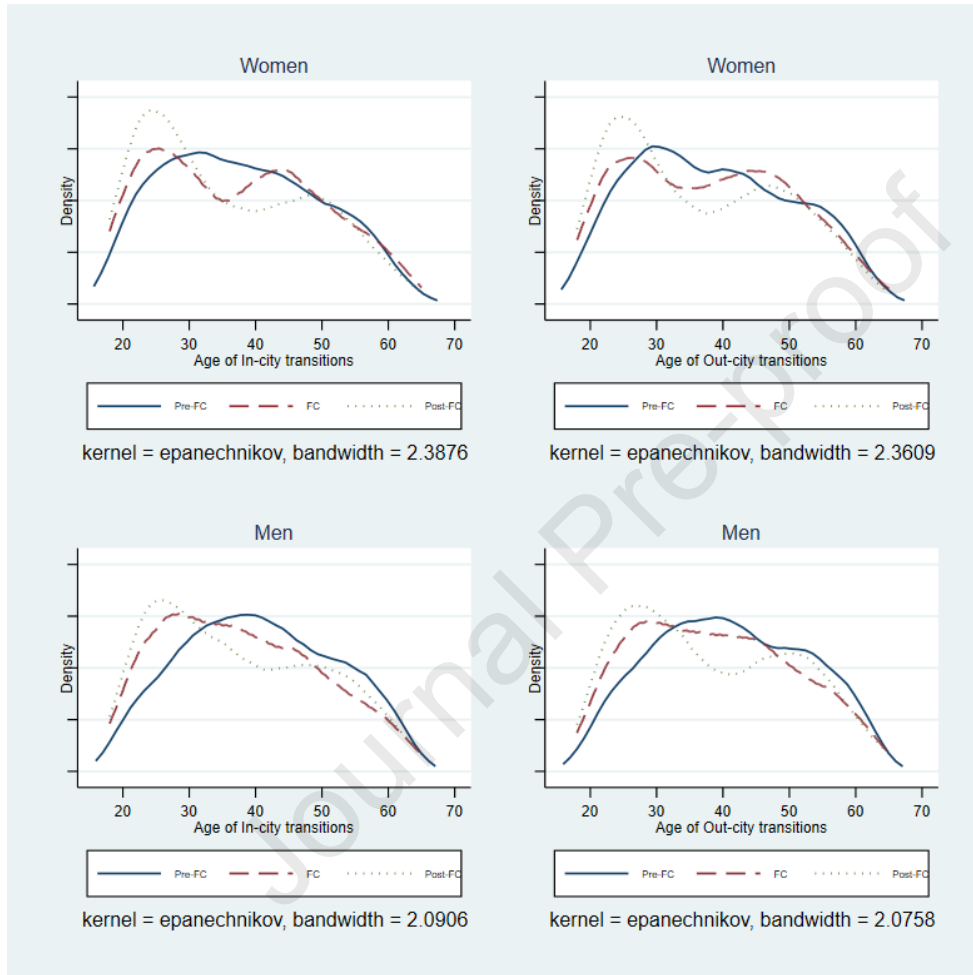 Women
Density
20 30 40 50 60 70
Age of In-city transitions
Pre-FC FC Post-FC
kernel = epanechnikov, bandwidth = 2.3876
Women
Density
20 30 40 50 60 70
Age of Out-city transitions
Pre-FC FC Post-FC
kernel = epanechnikov, bandwidth = 2.3609
Men
Density
20 30 40 50 60 70
Age of In-city transitions
Pre-FC FC Post-FC
kernel = epanechnikov, bandwidth = 2.0906
Men
Density
20 30 40 50 60 70
Age of Out-city transitions
Pre-FC FC Post-FC
kernel = epanechnikov, bandwidth = 2.0758
Journal Pre-proof